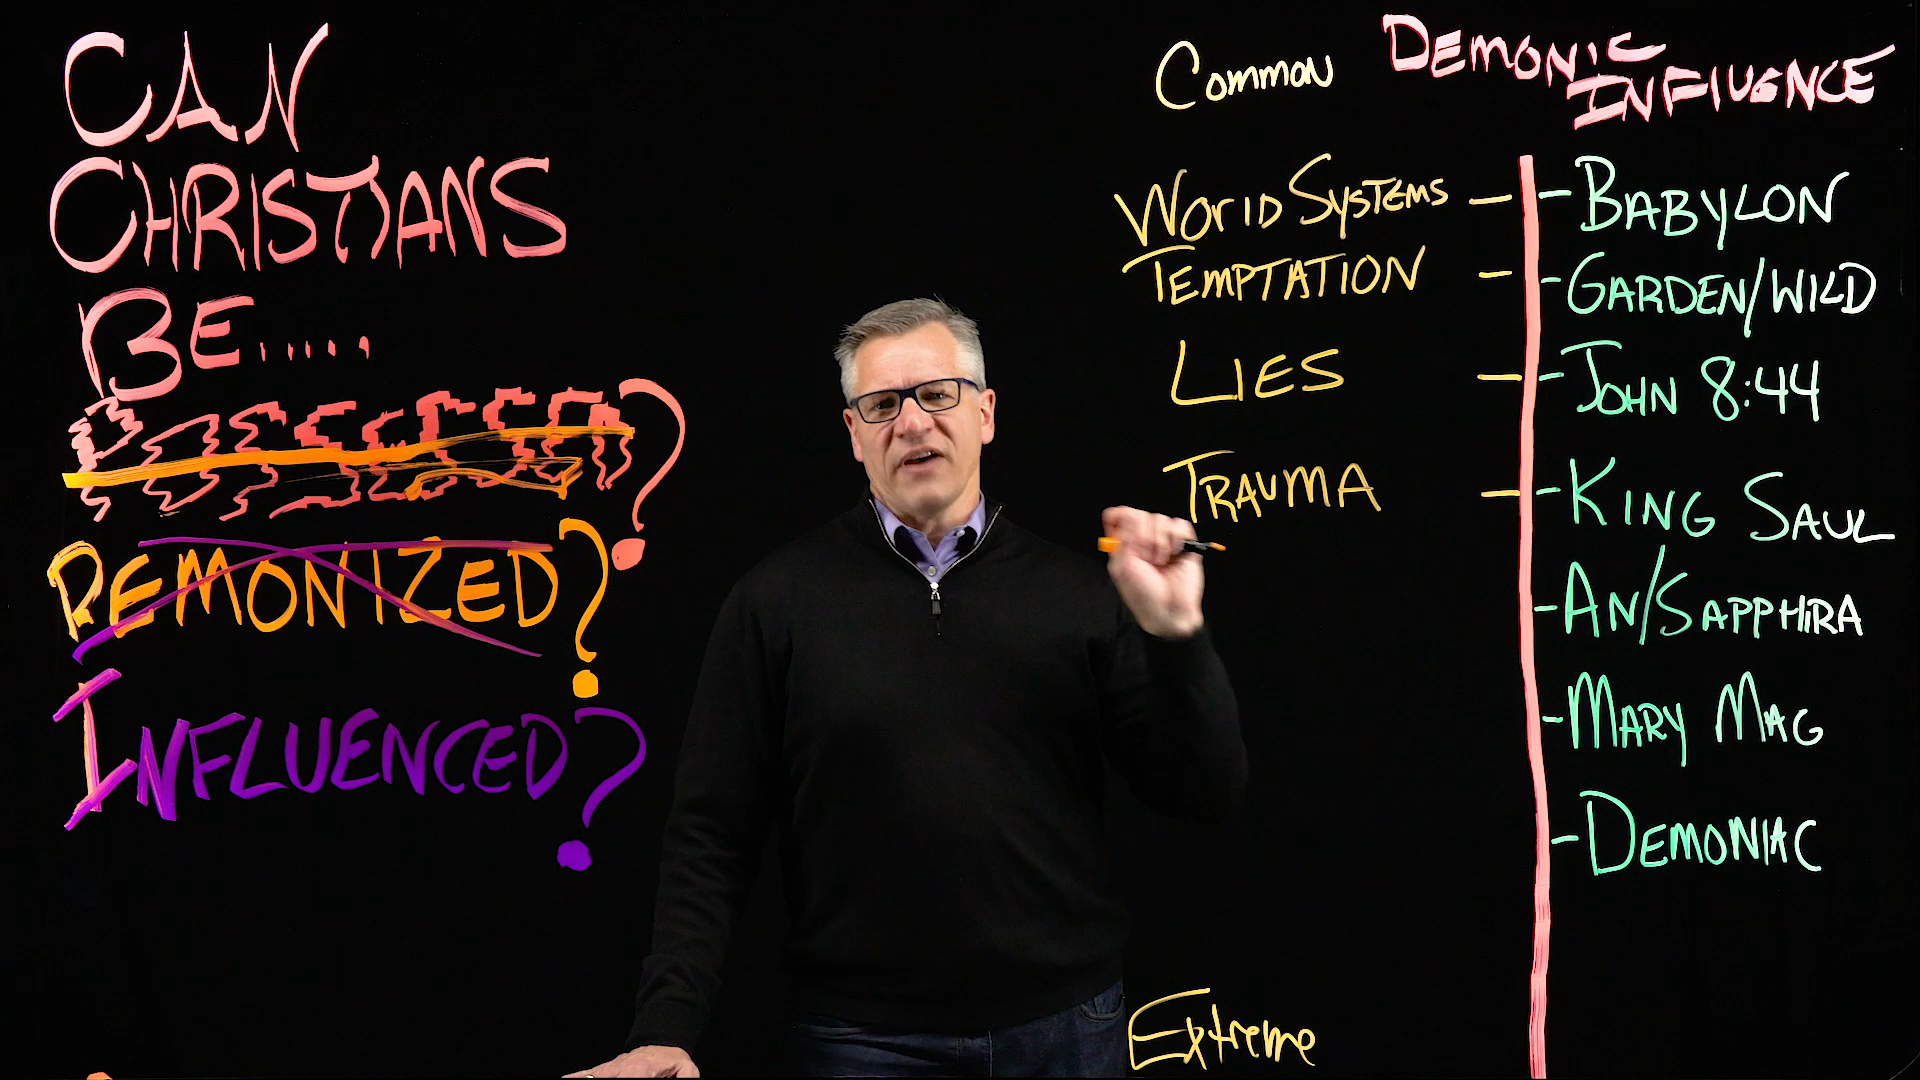 CAN
CHRISTIANS
BE.....
?
DEMONIZED?
INFLUENCED?
Common
DEMONIC
INFLUENCE
WORLD SYSTEMS — – BABYLON
TEMPTATION – – GARDEN/WILD
LIES — – JOHN 8:44
TRAUMA – – KING SAUL
– AN/SAPPHIRA
– MARY MAG
– DEMONIAC
Extreme